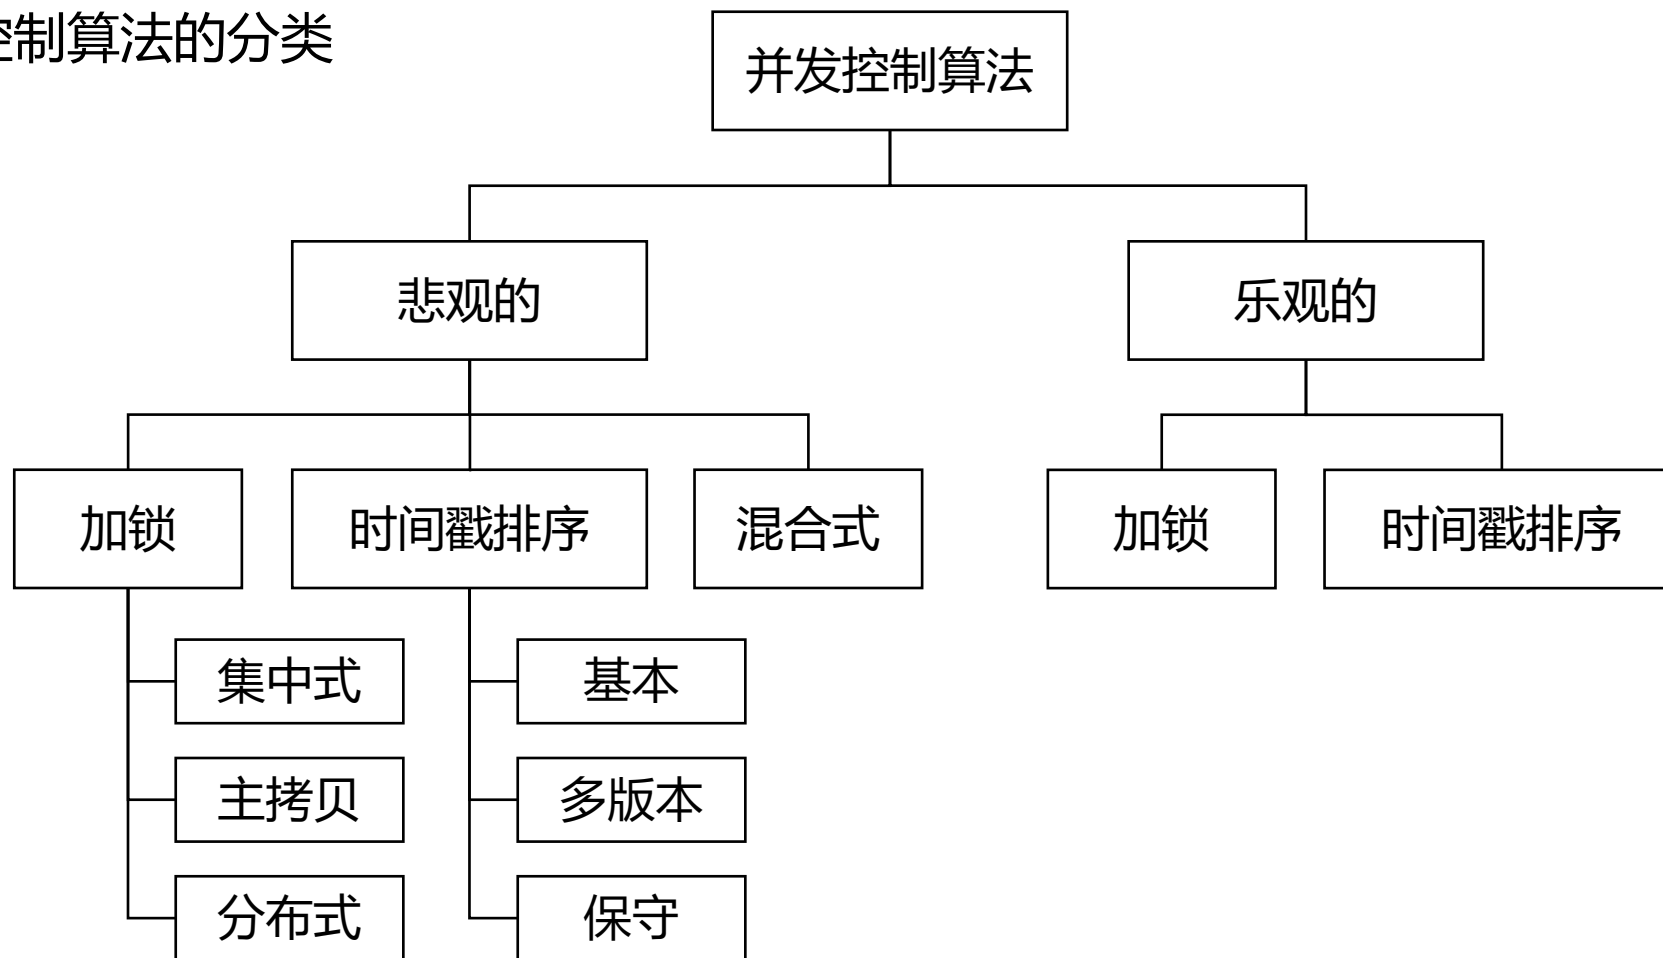 控制算法的分类
并发控制算法
悲观的
乐观的
加锁
时间戳排序
混合式
加锁
时间戳排序
集中式
基本
主拷贝
多版本
分布式
保守